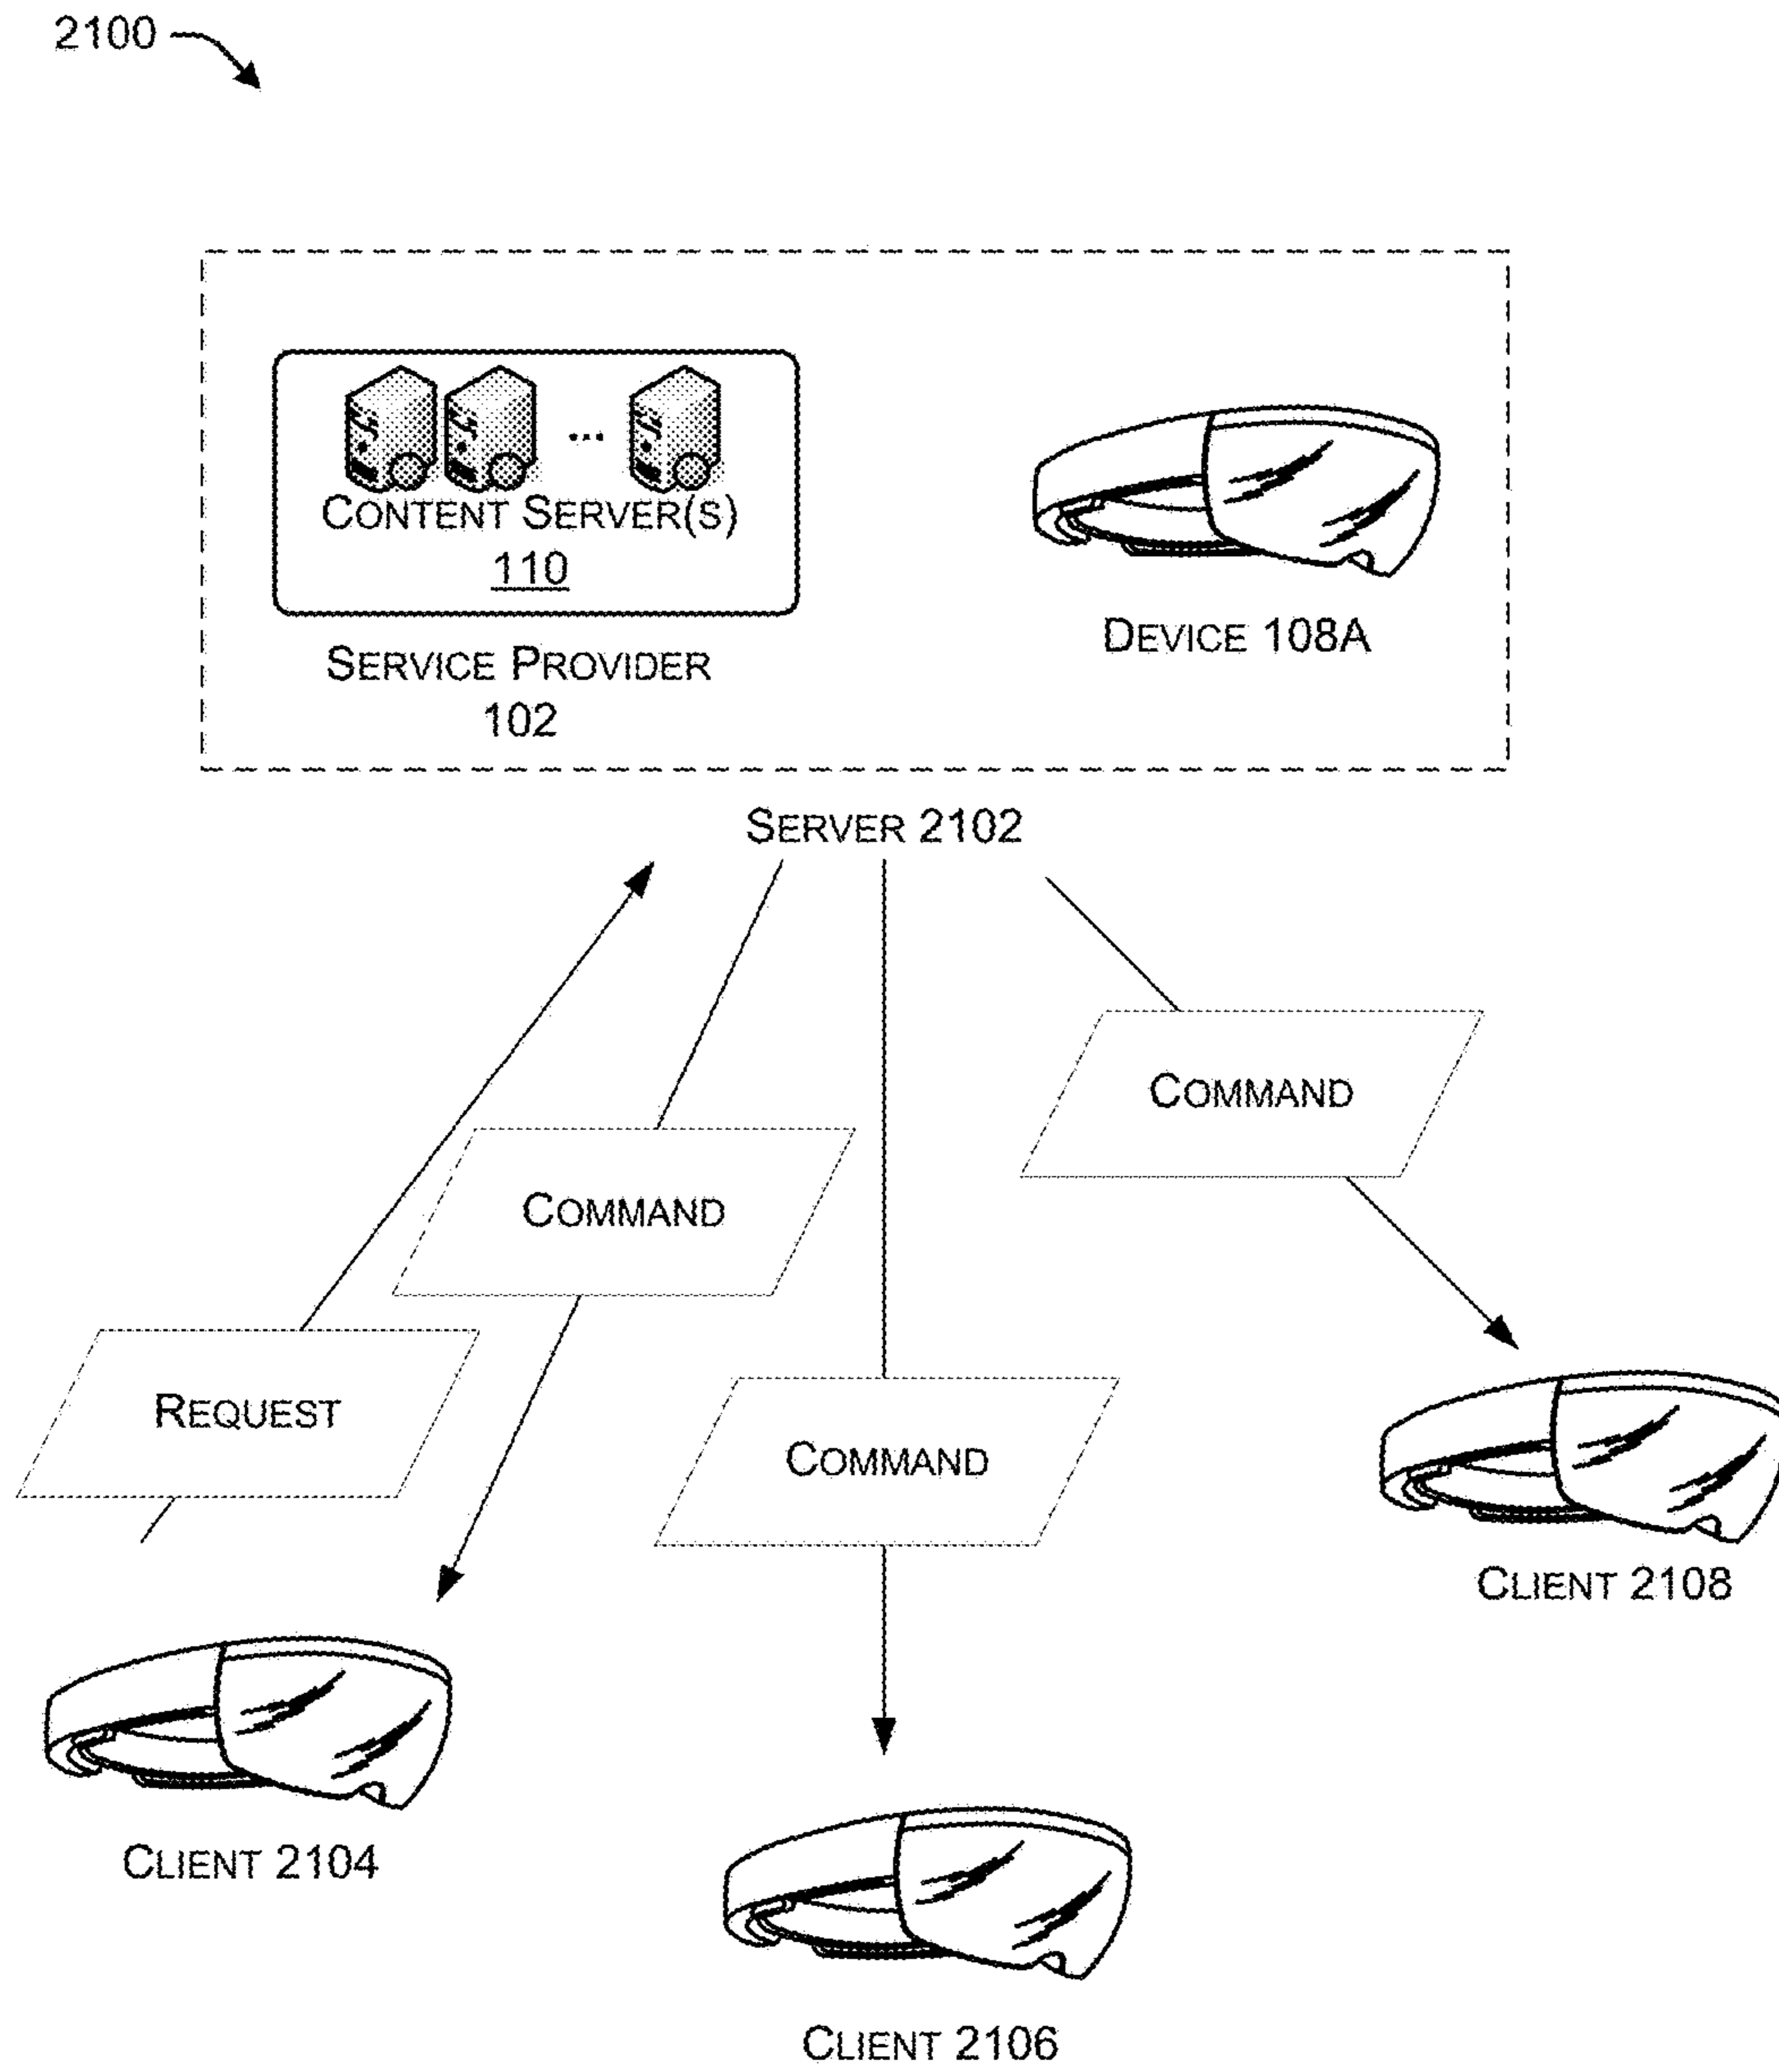 2100
CONTENT SERVER(S)
110
SERVICE PROVIDER
102
DEVICE 108A
SERVER 2102
COMMAND
COMMAND
REQUEST
COMMAND
CLIENT 2108
CLIENT 2104
CLIENT 2106